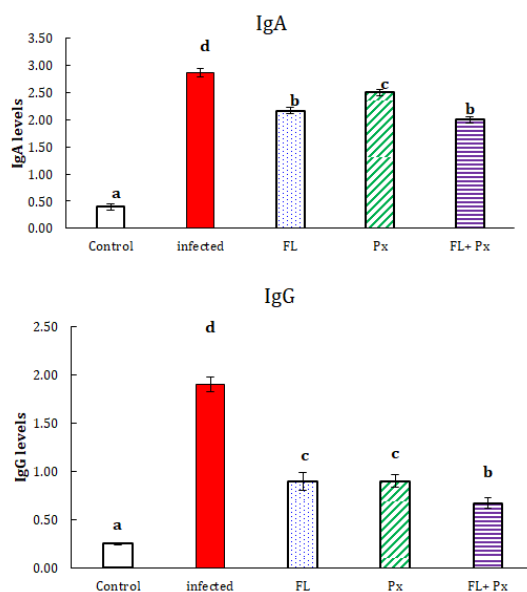 IgA
3.50
3.00
2.50
2.00
1.50
1.00
0.50
0.00
IgA levels
a
d
b
c
b
Control infected FL Px FL+ Px
IgG
2.50
2.00
1.50
1.00
0.50
0.00
IgG levels
a
d
c
c
b
Control infected FL Px FL+ Px